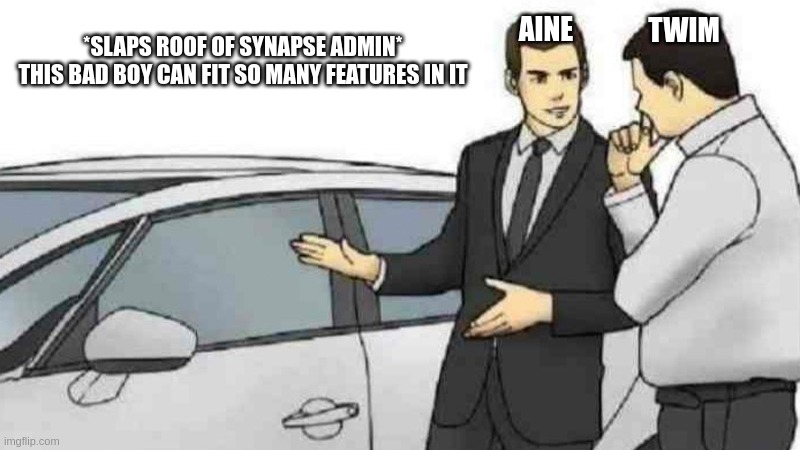 *SLAPS ROOF OF SYNAPSE ADMIN*
THIS BAD BOY CAN FIT SO MANY FEATURES IN IT
AINE
TWIM
imgflip.com